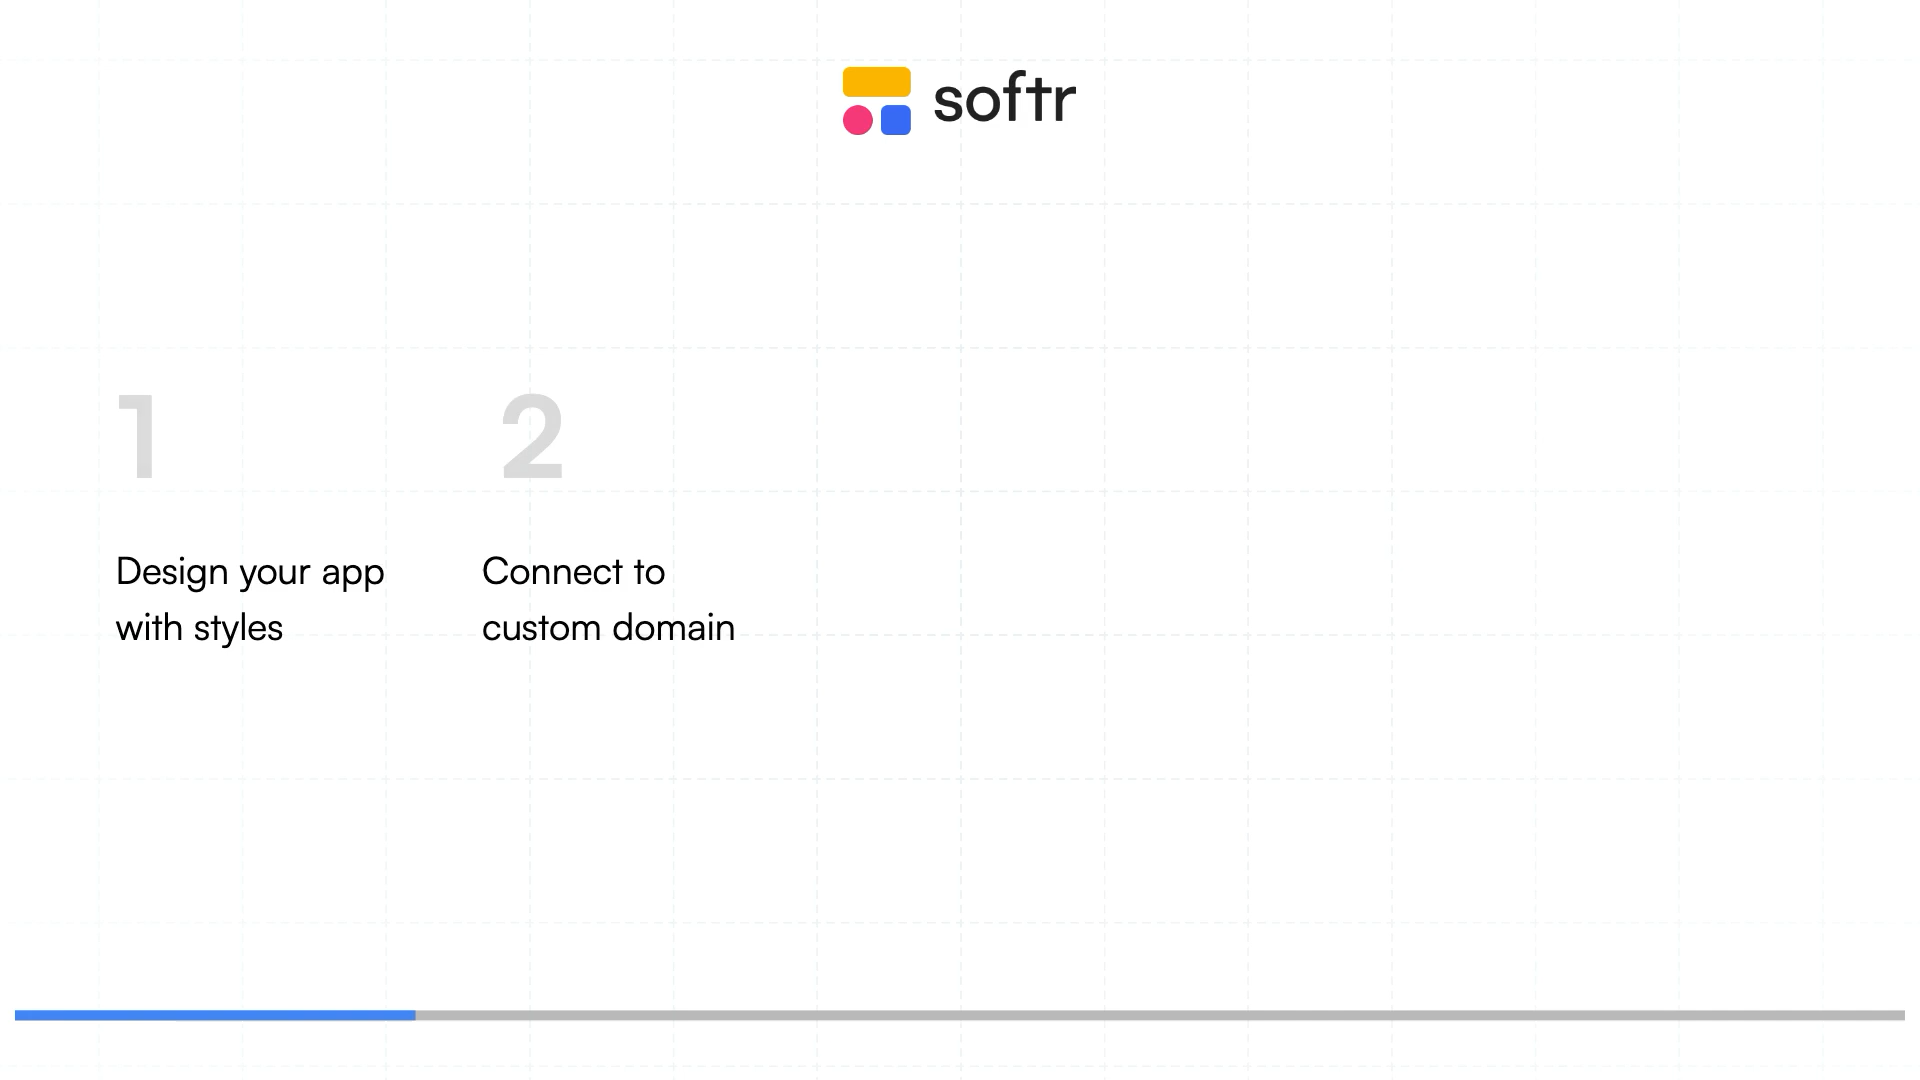 softr
1
Design your app
with styles
2
Connect to
custom domain